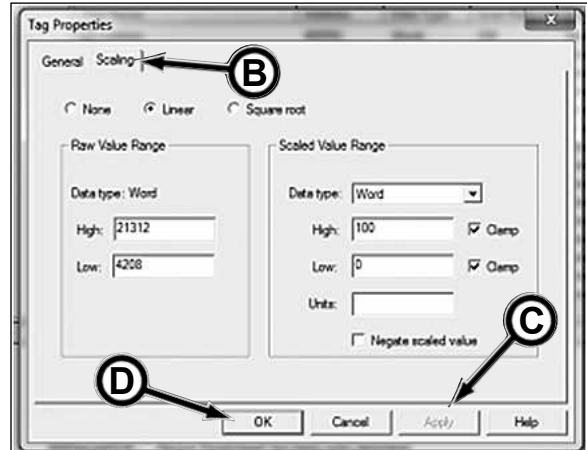 Tag Properties
x
General Scaling
B
None Linear Square root
Raw Value Range
Data type: Word
High: 21312
Low: 4208
Scaled Value Range
Data type: Word
High: 100 Clamp
Low: 0 Clamp
Units:
Negate scaled value
C
D
OK Cancel Apply Help